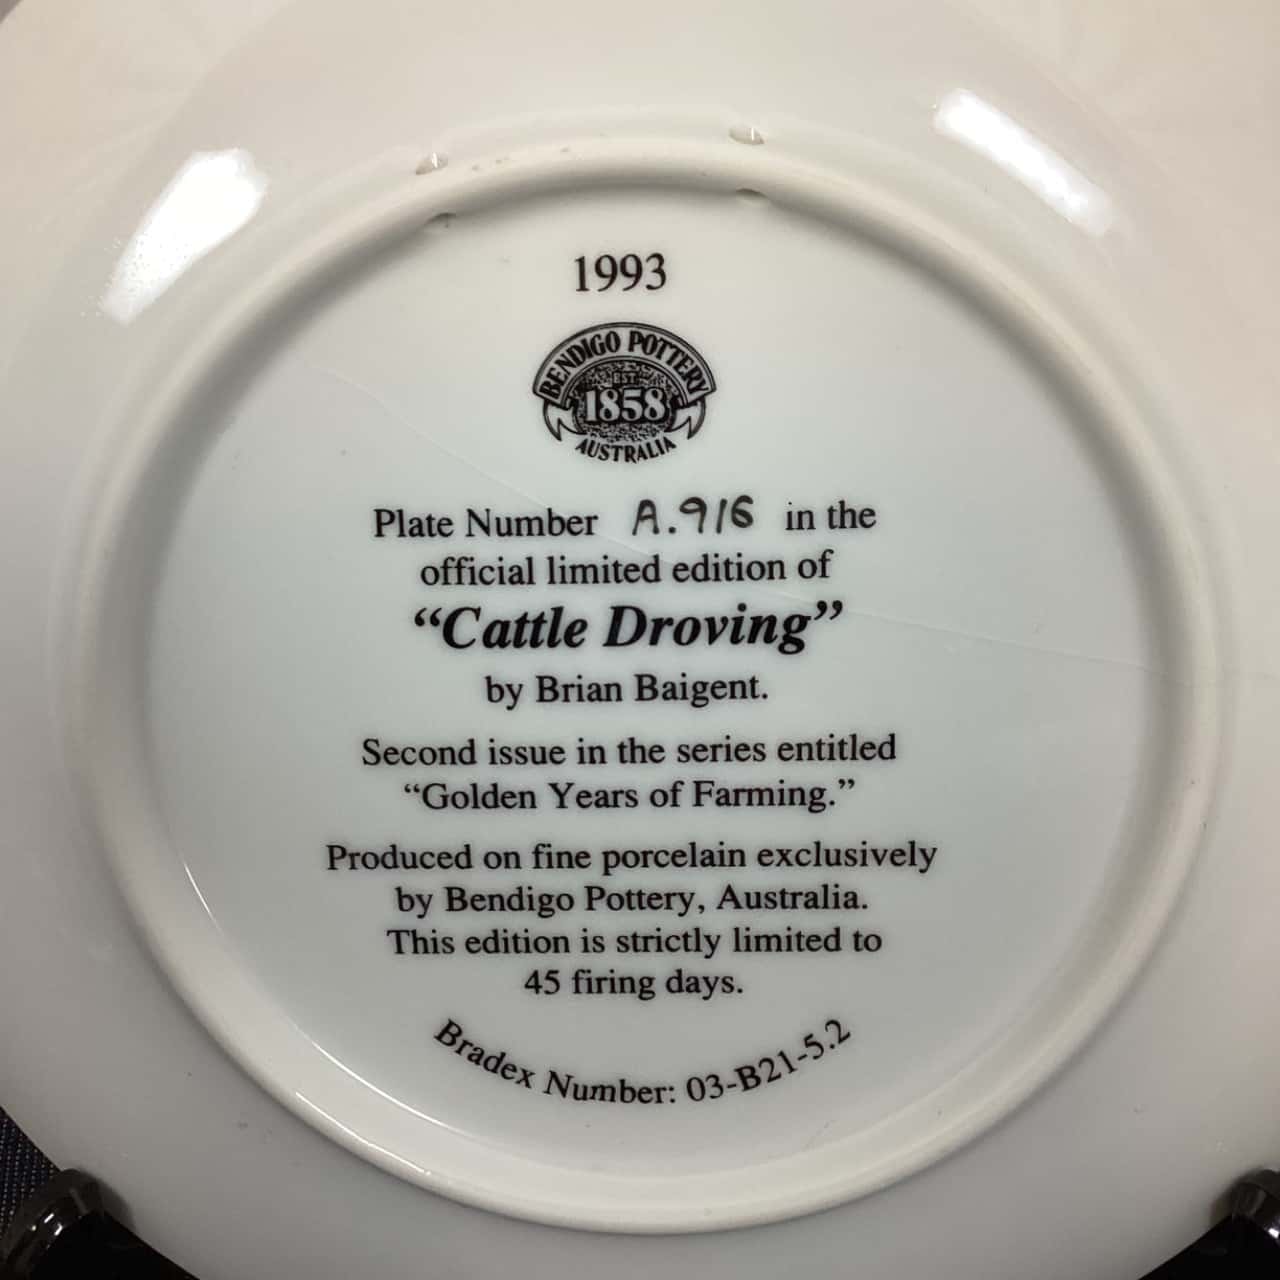 1993
BENDIGO POTTERY
EST
1858
AUSTRALIA
Plate Number A.916 in the
official limited edition of
“Cattle Droving”
by Brian Baigent.
Second issue in the series entitled
“Golden Years of Farming.”
Produced on fine porcelain exclusively
by Bendigo Pottery, Australia.
This edition is strictly limited to
45 firing days.
Bradex Number: 03-B21-5.2